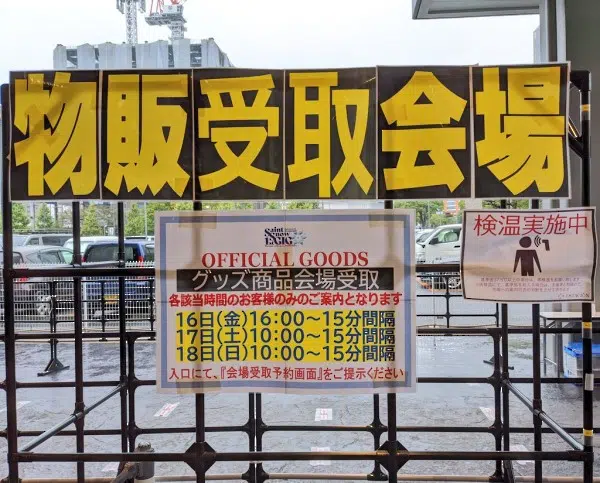 物販受取会場
Saint Snow
LOGIC
OFFICIAL GOODS
グッズ商品会場受取
各該当時間のお客様のみのご案内となります
16日(金)16:00〜15分間隔
17日(土)10:00〜15分間隔
18日(日)10:00〜15分間隔
入口にて、『会場受取予約画面』をご提示ください
検温実施中